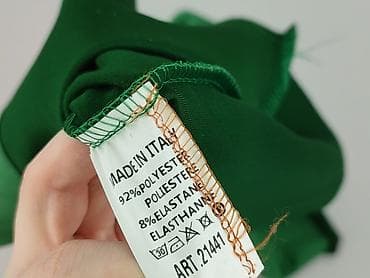 MADE IN ITALY
92%POLYESTER
POLIESTERE
8%ELASTANE
ELASTHANNE
ART 21441